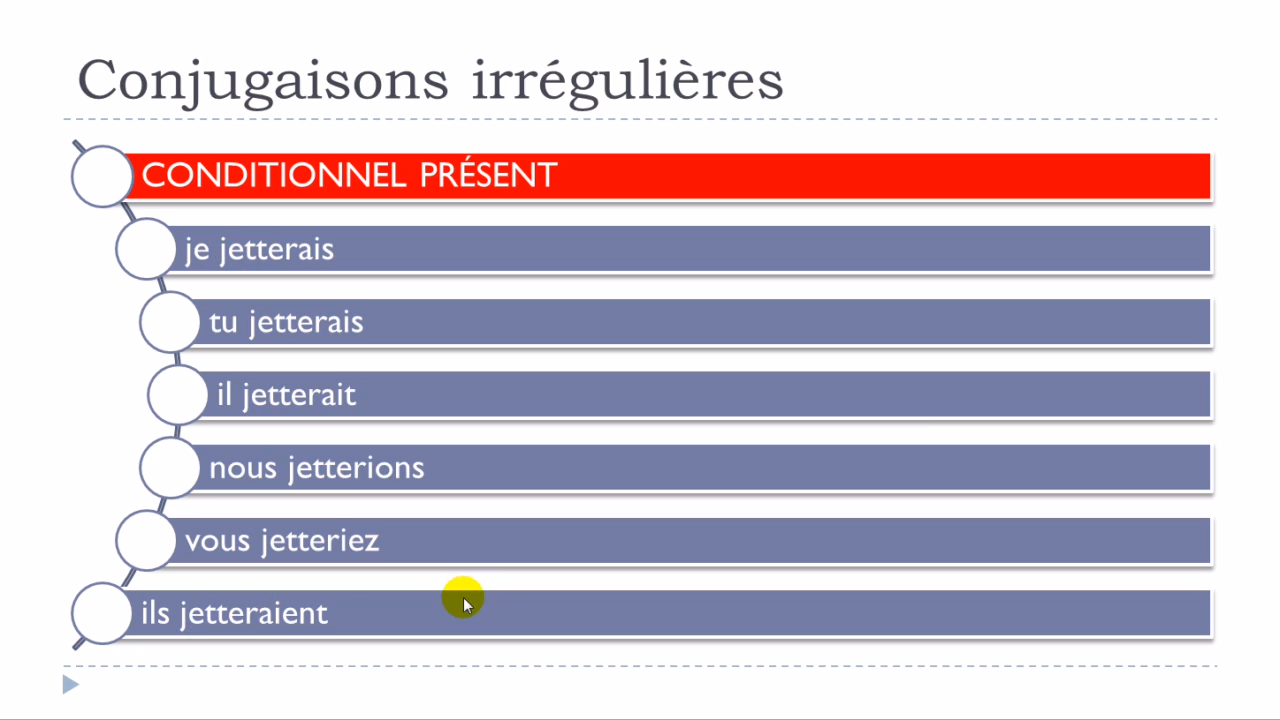 Conjugaisons irrégulières
CONDITIONNEL PRÉSENT
je jetterais
tu jetterais
il jetterait
nous jetterions
vous jetteriez
ils jetteraient